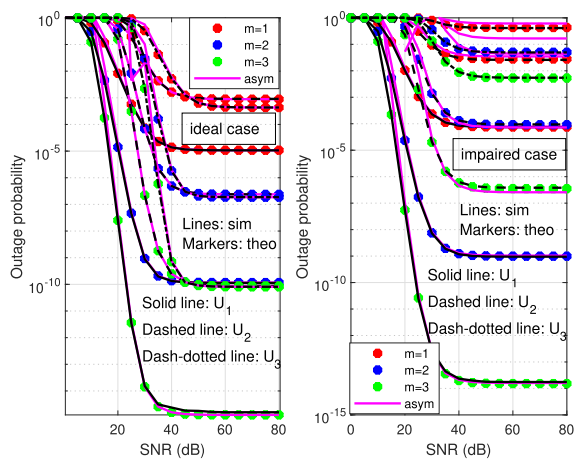 10^0
10^-5
10^-10
Outage probability
20
40
60
80
SNR (dB)
m=1
m=2
m=3
asym
ideal case
Lines: sim
Markers: theo
Solid line: U_1
Dashed line: U_2
Dash-dotted line: U_3
10^0
10^-5
10^-10
10^-15
Outage probability
0
20
40
60
80
SNR (dB)
impaired case
Lines: sim
Markers: theo
Solid line: U_1
Dashed line: U_2
Dash-dotted line: U_3
m=1
m=2
m=3
asym